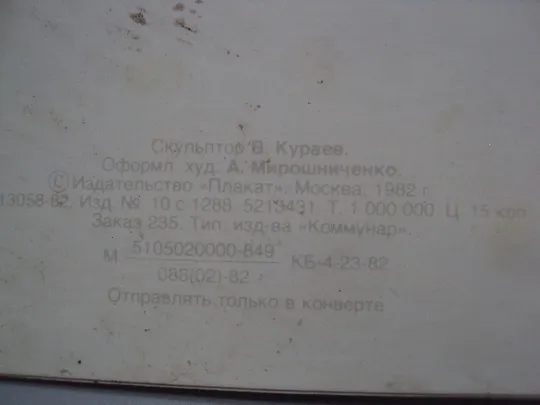 Скульптор В. Кураев.
Оформл. худ. А. Мирошниченко.
© Издательство «Плакат». Москва. 1982 г.
13058-82. Изд. № 10 с 1288. 5213431. Т. 1 000 000. Ц. 15 коп.
Заказ 235. Тип. изд-ва «Коммунар».
М 5105020000-849 КБ-4-23-82
088(02)-82
Отправлять только в конверте